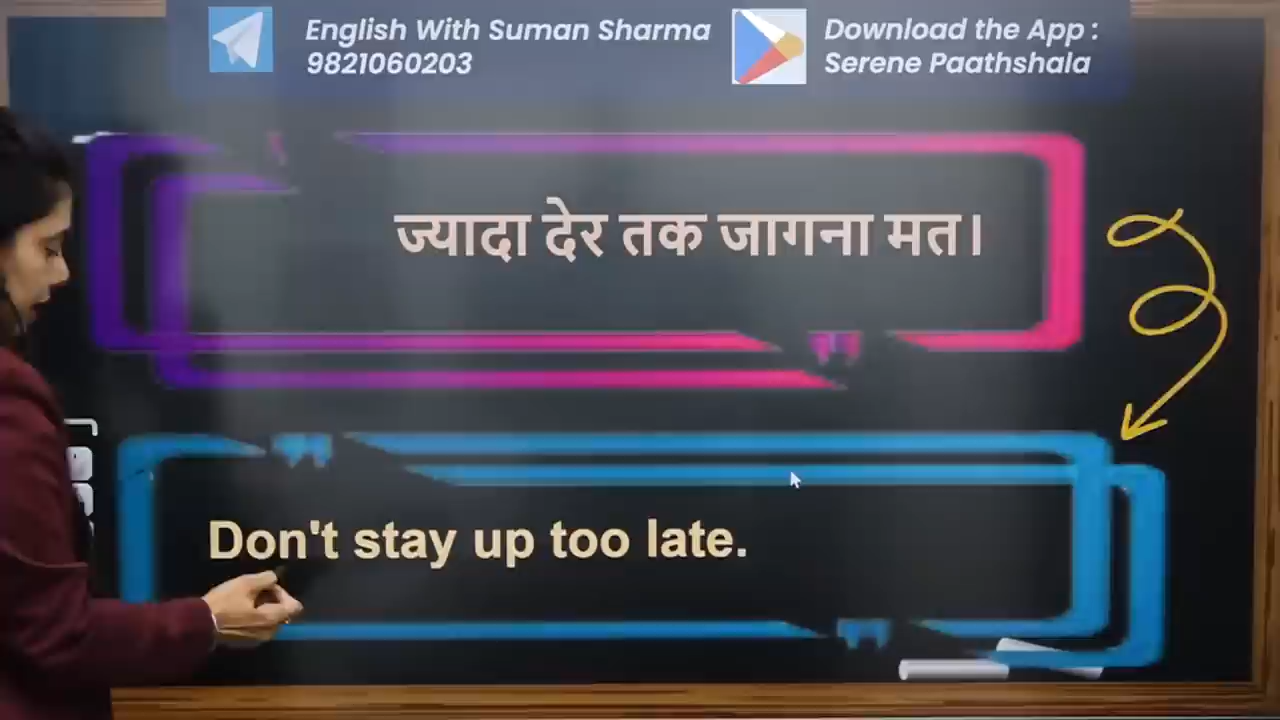 English With Suman Sharma
9821060203
Download the App :
Serene Paathshala
ज्यादा देर तक जागना मत।
Don't stay up too late.